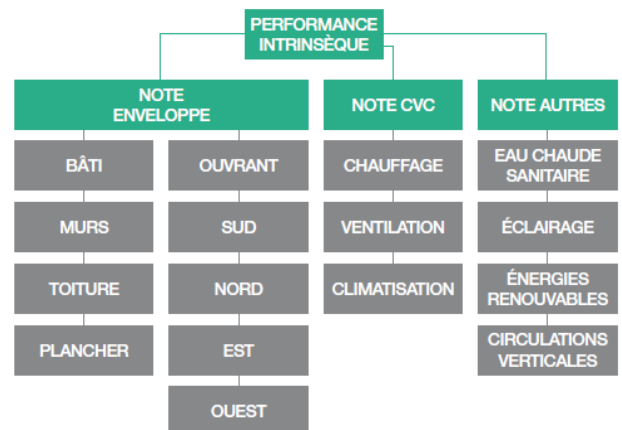 PERFORMANCE
INTRINSÈQUE
NOTE
ENVELOPPE
NOTE CVC
NOTE AUTRES
BÂTI
OUVRANT
CHAUFFAGE
EAU CHAUDE
SANITAIRE
MURS
SUD
VENTILATION
ÉCLAIRAGE
TOITURE
NORD
CLIMATISATION
ÉNERGIES
RENOUVABLES
PLANCHER
EST
CIRCULATIONS
VERTICALES
OUEST